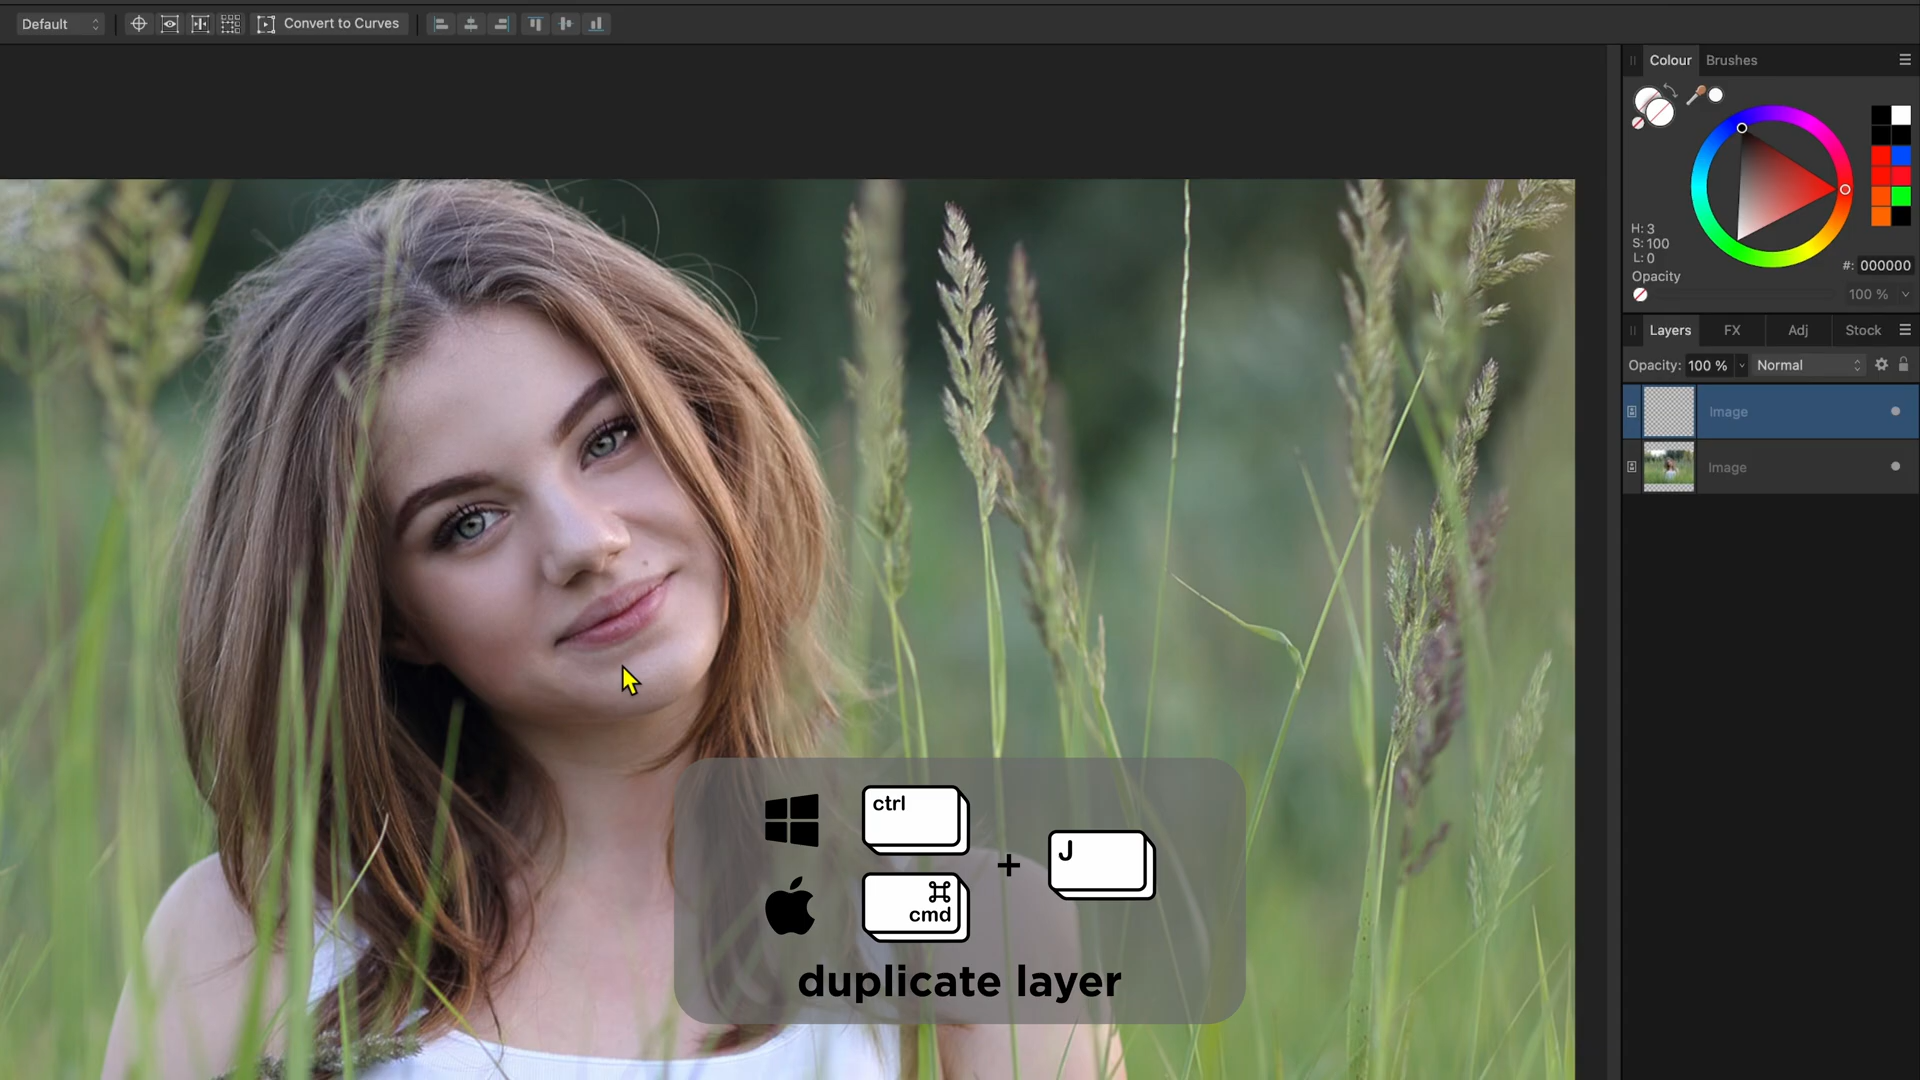 Default
Convert to Curves
Colour Brushes
H: 3
S: 100
L: 0
#: 000000
Opacity
100 %
Layers FX Adj Stock
Opacity: 100 % Normal
Image
Image
ctrl
cmd
+
J
duplicate layer